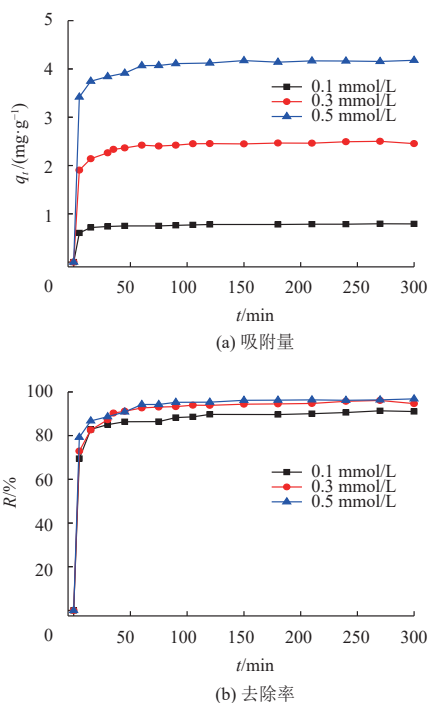 5
4
3
2
1
0
qₜ/(mg·g⁻¹)
0.1 mmol/L
0.3 mmol/L
0.5 mmol/L
50 100 150 200 250 300
t/min
(a) 吸附量
100
80
60
40
20
0
R/%
0.1 mmol/L
0.3 mmol/L
0.5 mmol/L
50 100 150 200 250 300
t/min
(b) 去除率